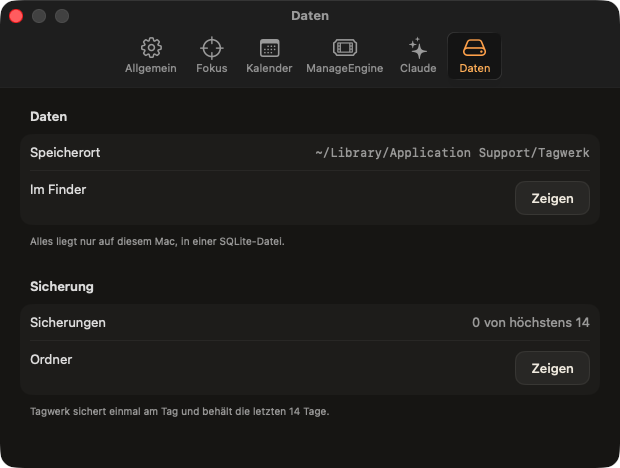 Daten
Allgemein Fokus Kalender ManageEngine Claude Daten
Daten
Speicherort ~/Library/Application Support/Tagwerk
Im Finder Zeigen
Alles liegt nur auf diesem Mac, in einer SQLite-Datei.
Sicherung
Sicherungen 0 von höchstens 14
Ordner Zeigen
Tagwerk sichert einmal am Tag und behält die letzten 14 Tage.